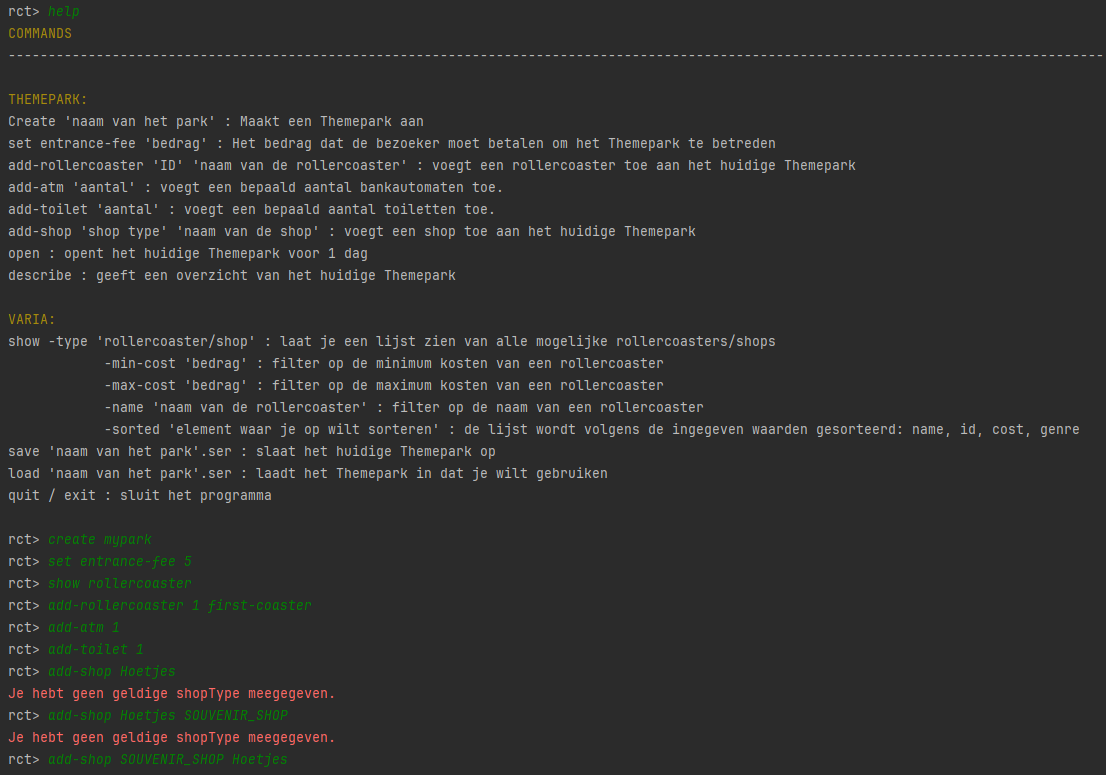 rct> help
COMMANDS
-----------------------------------------------------------------------------------------------------------------------------------------
THEMEPARK:
Create 'naam van het park' : Maakt een Themepark aan
set entrance-fee 'bedrag' : Het bedrag dat de bezoeker moet betalen om het Themepark te betreden
add-rollercoaster 'ID' 'naam van de rollercoaster' : voegt een rollercoaster toe aan het huidige Themepark
add-atm 'aantal' : voegt een bepaald aantal bankautomaten toe.
add-toilet 'aantal' : voegt een bepaald aantal toiletten toe.
add-shop 'shop type' 'naam van de shop' : voegt een shop toe aan het huidige Themepark
open : opent het huidige Themepark voor 1 dag
describe : geeft een overzicht van het huidige Themepark
VARIA:
show -type 'rollercoaster/shop' : laat je een lijst zien van alle mogelijke rollercoasters/shops
-min-cost 'bedrag' : filter op de minimum kosten van een rollercoaster
-max-cost 'bedrag' : filter op de maximum kosten van een rollercoaster
-name 'naam van de rollercoaster' : filter op de naam van een rollercoaster
-sorted 'element waar je op wilt sorteren' : de lijst wordt volgens de ingegeven waarden gesorteerd: name, id, cost, genre
save 'naam van het park'.ser : slaat het huidige Themepark op
load 'naam van het park'.ser : laadt het Themepark in dat je wilt gebruiken
quit / exit : sluit het programma
rct> create mypark
rct> set entrance-fee 5
rct> show rollercoaster
rct> add-rollercoaster 1 first-coaster
rct> add-atm 1
rct> add-toilet 1
rct> add-shop Hoetjes
Je hebt geen geldige shopType meegegeven.
rct> add-shop Hoetjes SOUVENIR_SHOP
Je hebt geen geldige shopType meegegeven.
rct> add-shop SOUVENIR_SHOP Hoetjes